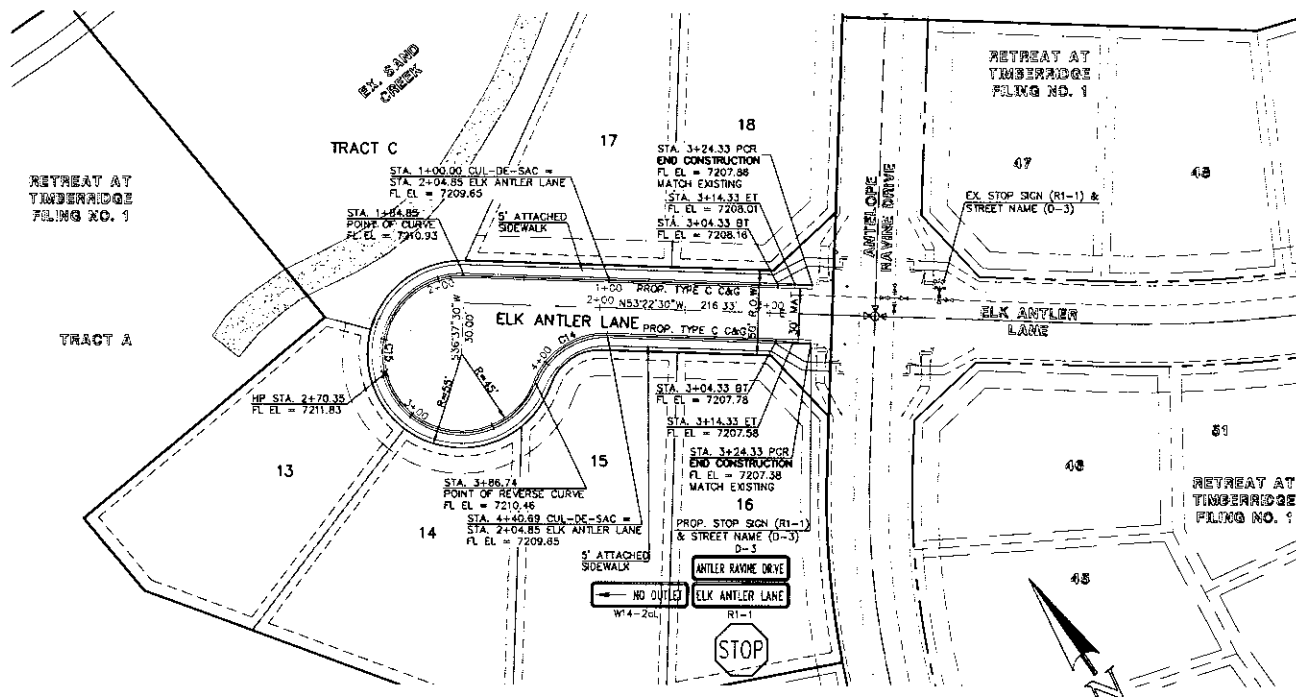 EX. SAND
CREEK
TRACT C
RETREAT AT
TIMBERRIDGE
FILING NO. 1
TRACT A
17
18
STA. 1+00.00 CUL-DE-SAC =
STA. 2+04.85 ELK ANTLER LANE
FL EL = 7209.65
STA. 1+84.85
POINT OF CURVE
FL EL = 7210.93
5' ATTACHED
SIDEWALK
STA. 3+24.33 PCR
END CONSTRUCTION
FL EL = 7207.88
MATCH EXISTING
STA. 3+14.33 ET
FL EL = 7208.01
STA. 3+04.33 BT
FL EL = 7208.16
ANTELOPE
RAVINE DRIVE
RETREAT AT
TIMBERRIDGE
FILING NO. 1
47
48
EX. STOP SIGN (R1-1) &
STREET NAME (D-3)
2+00
1+00
PROP. TYPE C C&G
2+00
N53°22'30"W
216.33'
ELK ANTLER LANE
PROP. TYPE C C&G
50' R.O.W.
30' MAT
ELK ANTLER
LANE
S36°37'30"W
30.00'
C14
4+00
R=55'
R=45'
3+00
HP STA. 2+70.35
FL EL = 7211.83
STA. 3+04.33 BT
FL EL = 7207.78
STA. 3+14.33 ET
FL EL = 7207.58
STA. 3+24.33 PCR
END CONSTRUCTION
FL EL = 7207.38
MATCH EXISTING
13
14
15
16
STA. 3+86.74
POINT OF REVERSE CURVE
FL EL = 7210.46
STA. 4+40.69 CUL-DE-SAC =
STA. 2+04.85 ELK ANTLER LANE
FL EL = 7209.65
5' ATTACHED
SIDEWALK
PROP. STOP SIGN (R1-1)
& STREET NAME (D-3)
D-3
ANTLER RAVINE DRIVE
NO OUTLET
ELK ANTLER LANE
W14-2aL
R1-1
STOP
46
51
RETREAT AT
TIMBERRIDGE
FILING NO. 1
45
N